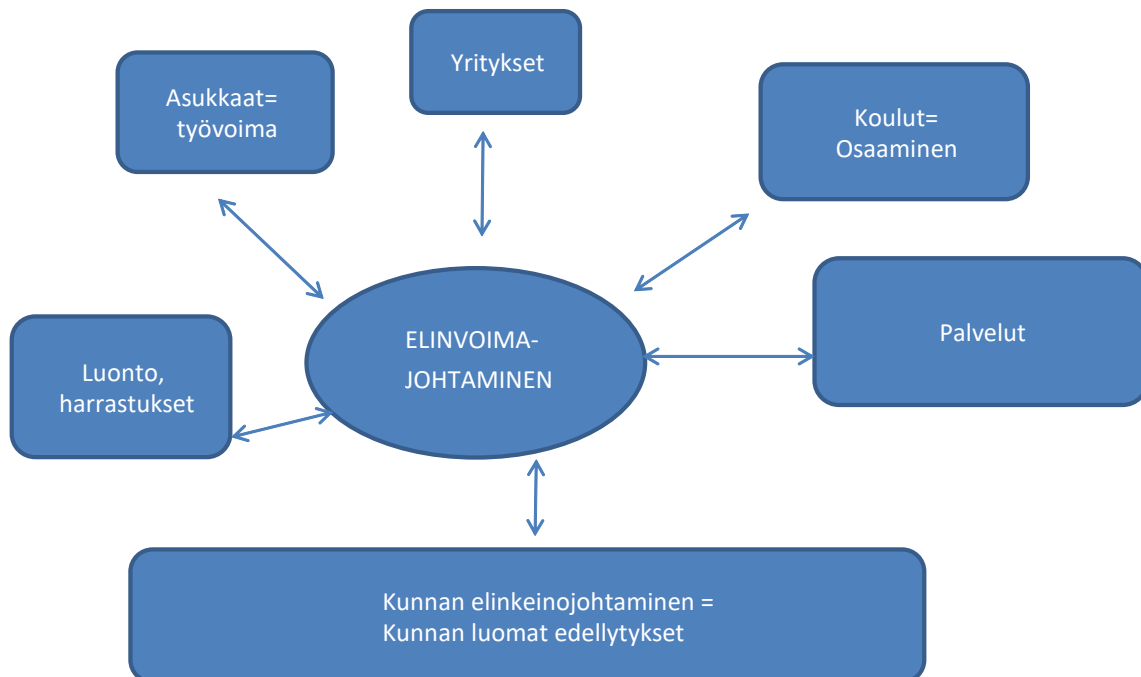 Yritykset
Asukkaat=
työvoima
Koulut=
Osaaminen
Palvelut
ELINVOIMA-
JOHTAMINEN
Luonto,
harrastukset
Kunnan elinkeinojohtaminen =
Kunnan luomat edellytykset